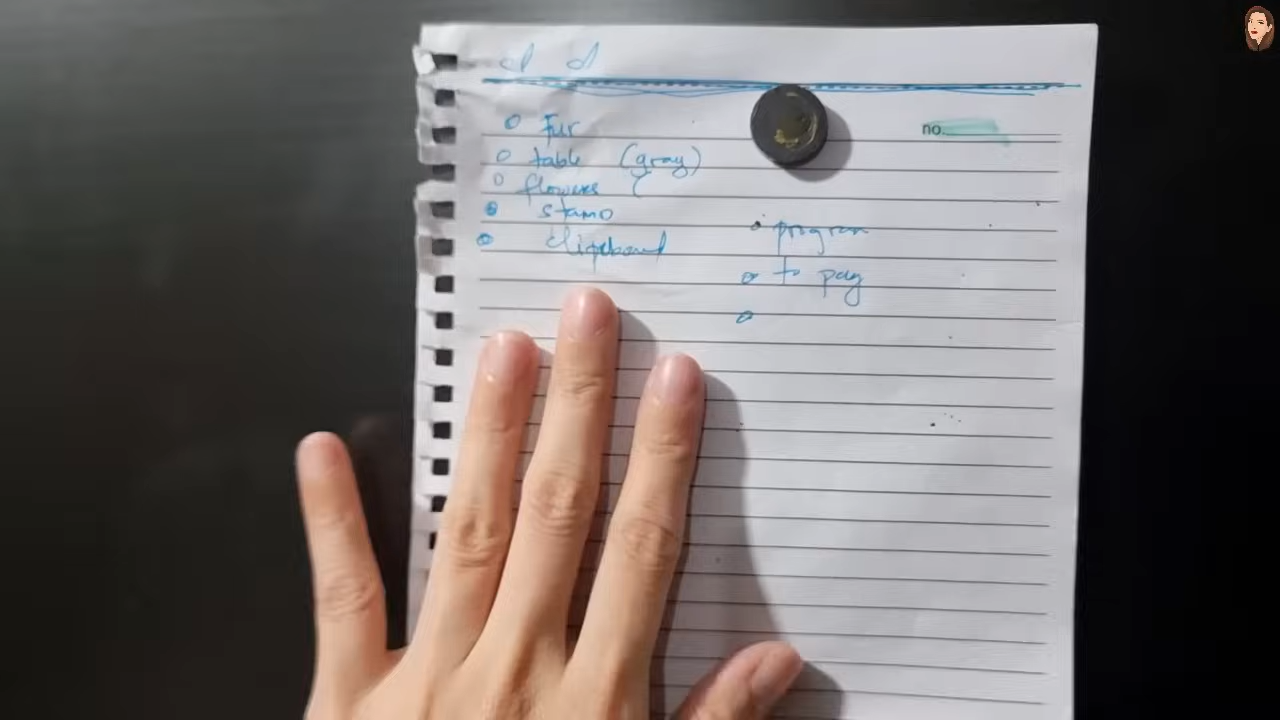 fur
table (gray)
flowers (
stamp
clipboard
no.
program
to pay